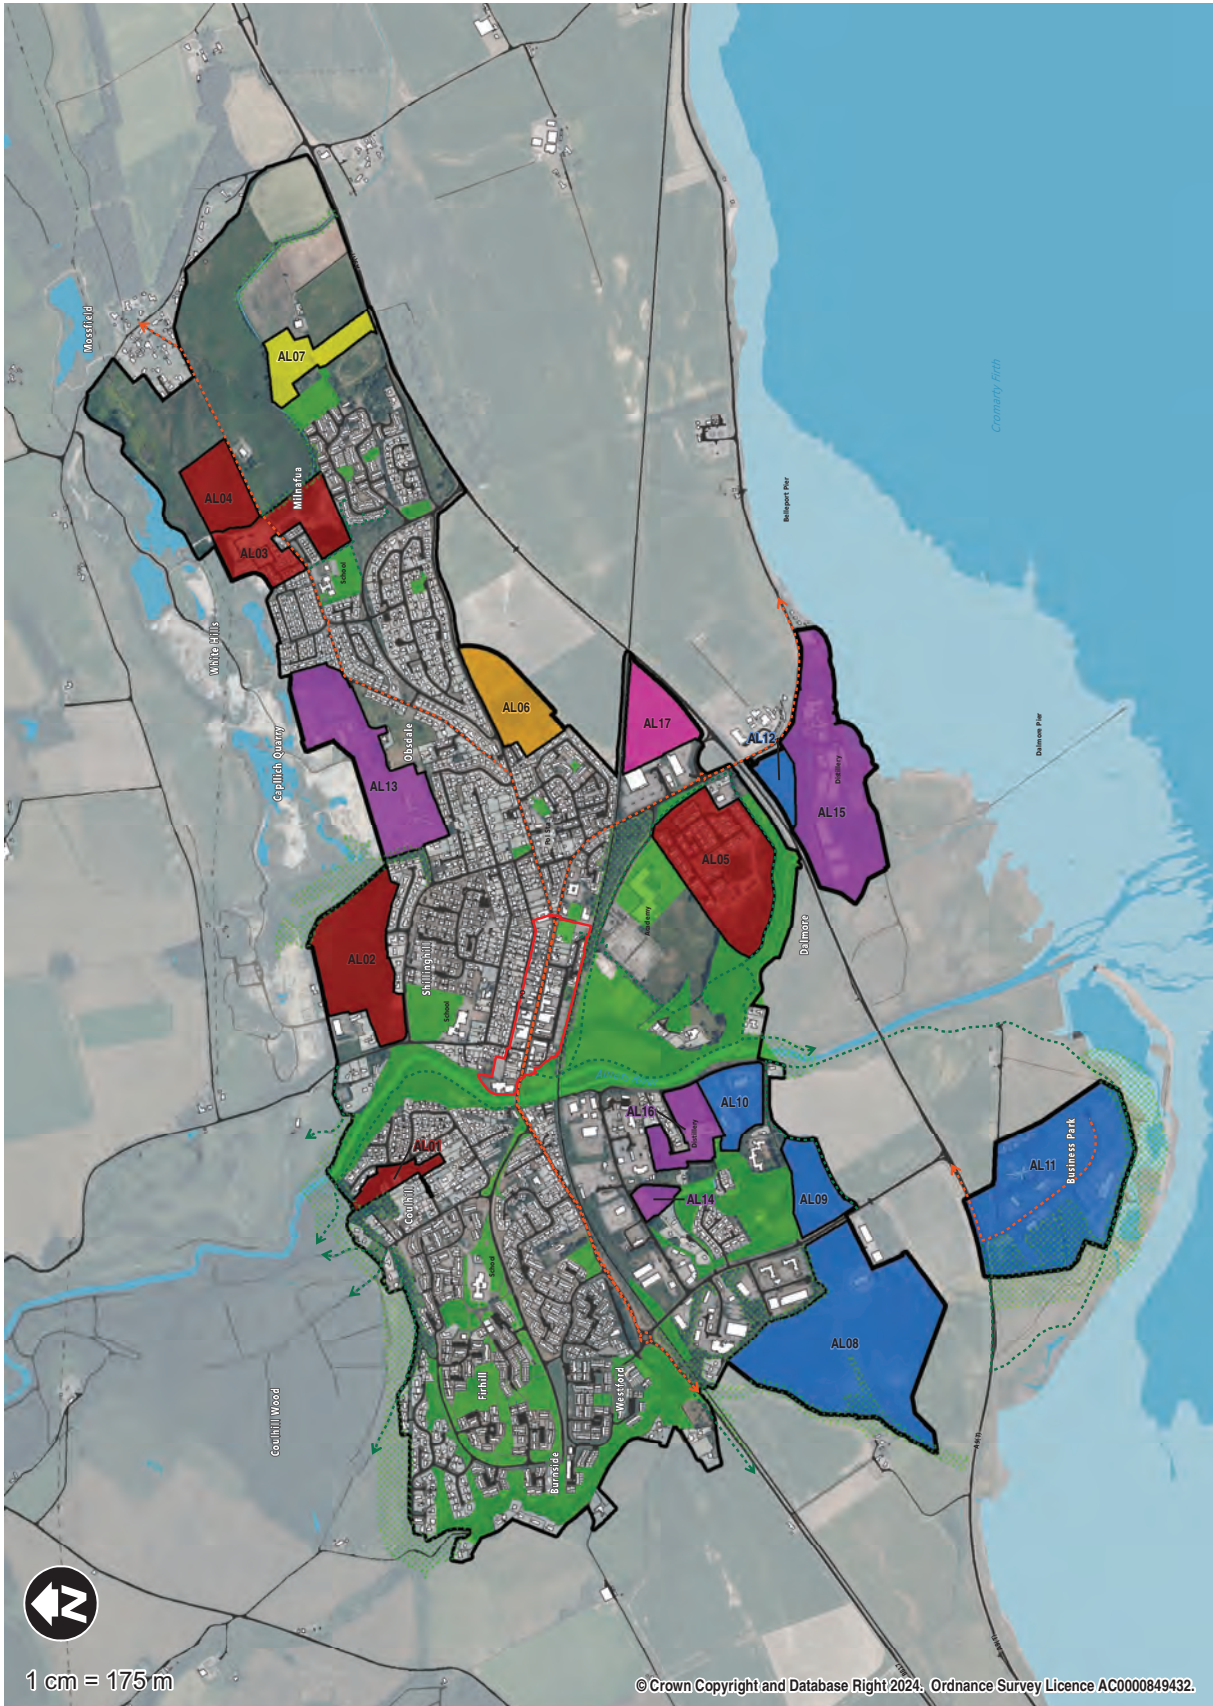 Mossfield
AL07
AL04
Milnafua
AL03
School
White Hills
Cromarty Firth
Belleport Pier
AL06
AL17
Obsdale
Caplich Quarry
AL12
Dalmore Pier
AL13
Distillery
AL15
AL05
Academy
Dalmore
AL02
Shillinghill
School
AL16
AL10
Distillery
AL01
Coulhill
AL14
AL09
AL11
Business Park
School
AL08
Firhill
Westford
Coulhill Wood
Burnside
N
1 cm = 175 m
© Crown Copyright and Database Right 2024. Ordnance Survey Licence AC0000849432.